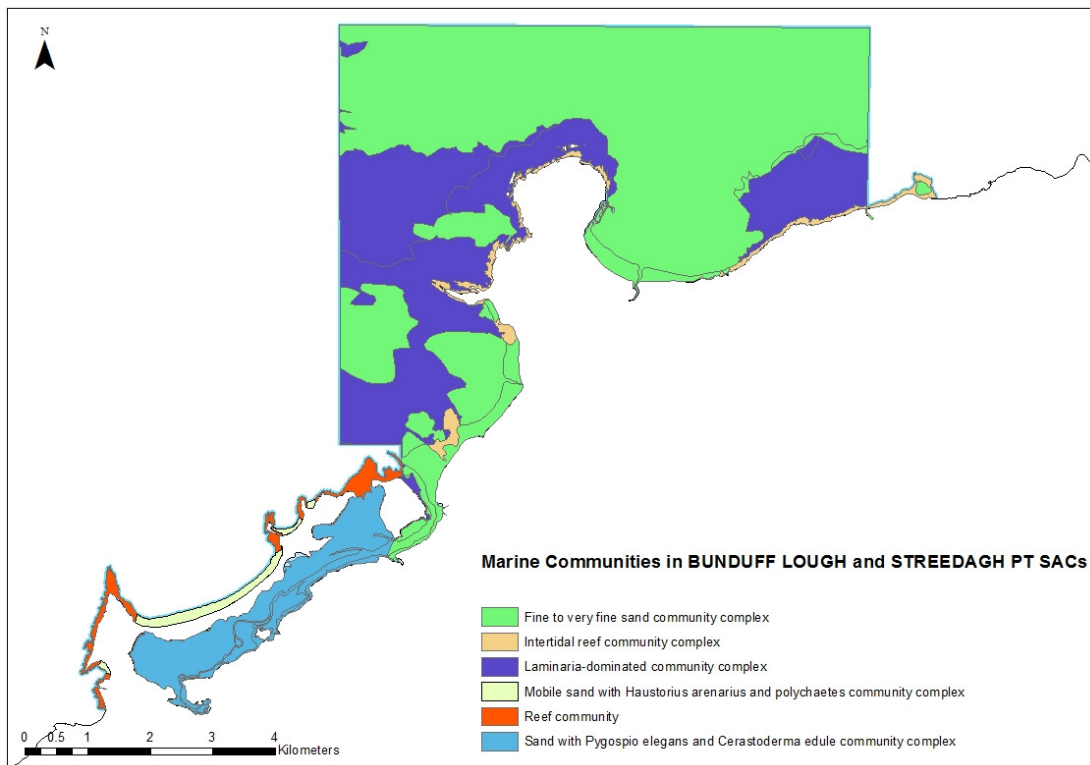 N
Marine Communities in BUNDUFF LOUGH and STREEDAGH PT SACs
Fine to very fine sand community complex
Intertidal reef community complex
Laminaria-dominated community complex
Mobile sand with Haustorius arenarius and polychaetes community complex
Reef community
Sand with Pygospio elegans and Cerastoderma edule community complex
0 0.5 1 2 3 4
Kilometers